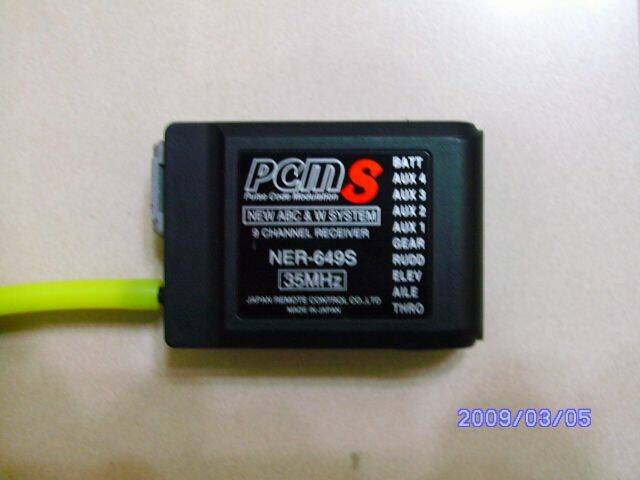 PCM S
Pulse Code Modulation
NEW ABC & W SYSTEM
9 CHANNEL RECEIVER
NER-649S
35MHz
JAPAN REMOTE CONTROL CO.,LTD
MADE IN JAPAN
BATT
AUX 4
AUX 3
AUX 2
AUX 1
GEAR
RUDD
ELEV
AILE
THRO
2009/03/05